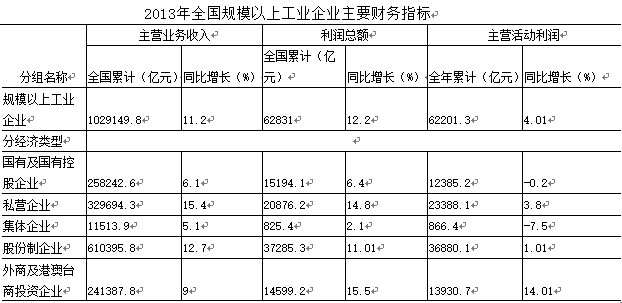 2013年全国规模以上工业企业主要财务指标
分组名称 主营业务收入 利润总额 主营活动利润
全国累计（亿元） 同比增长（%） 全国累计（亿元） 同比增长（%） 全年累计（亿元） 同比增长（%）
规模以上工业企业 1029149.8 11.2 62831 12.2 62201.3 4.01
分经济类型
国有及国有控股企业 258242.6 6.1 15194.1 6.4 12385.2 -0.2
私营企业 329694.3 15.4 20876.2 14.8 23388.1 3.8
集体企业 11513.9 5.1 825.4 2.1 866.4 -7.5
股份制企业 610395.8 12.7 37285.3 11.01 36880.1 1.01
外商及港澳台商投资企业 241387.8 9 14599.2 15.5 13930.7 14.01